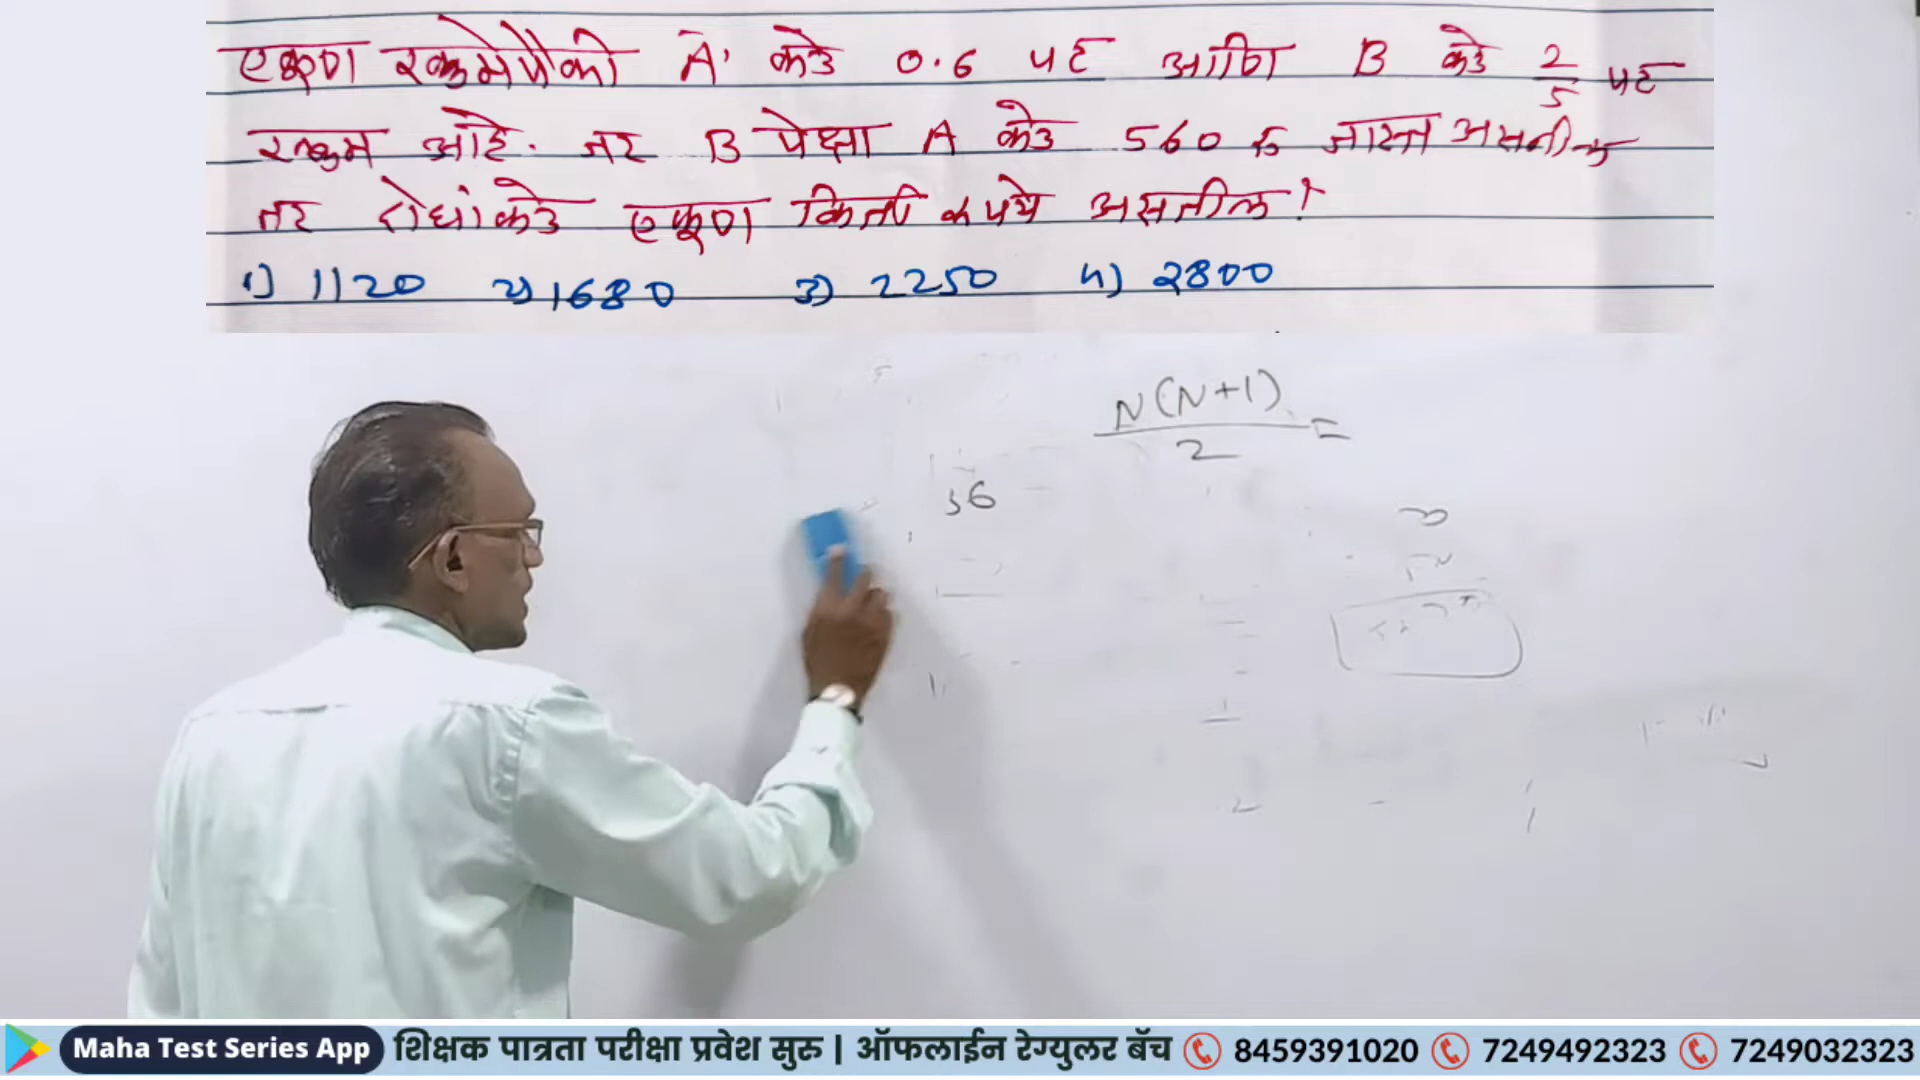 एकूण रकमेपैकी A' कडे 0.6 पट आणि B कडे 2/5 पट
रक्कम आहे. जर B पेक्षा A कडे 560 रु जास्त असतील
तर दोघांकडे एकूण किती रुपये असतील?
1) 1120 2) 1680 3) 2250 4) 2800
N(N+1)/2 =
36
Maha Test Series App शिक्षक पात्रता परीक्षा प्रवेश सुरु | ऑफलाईन रेग्युलर बॅच 8459391020 7249492323 7249032323